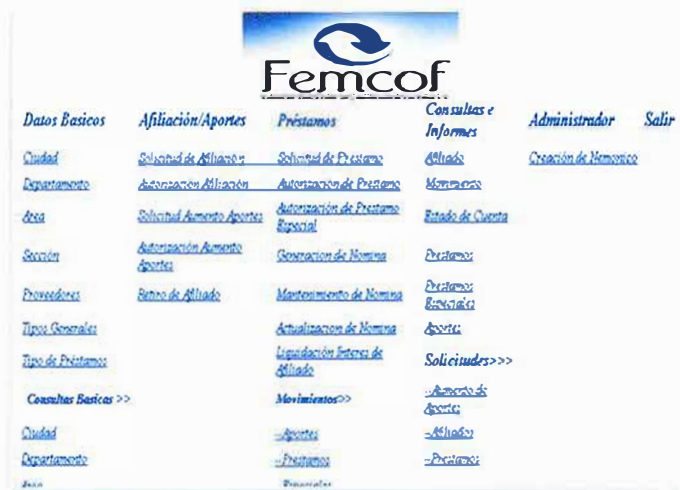 Femcof
Datos Basicos
Afiliación/Aportes
Préstamos
Consultas e
Informes
Administrador
Salir
Ciudad
Solicitud de Afiliación
Solicitud de Prestamo
Afiliado
Creación de Nemonico
Departamento
Autorización Afiliación
Autorizacion de Prestamo
Movimiento
Area
Solicitud Aumento Aportes
Autorización de Prestamo
Especial
Estado de Cuenta
Sección
Autorización Aumento
Aportes
Generacion de Nomina
Prestamos
Proveedores
Retiro de Afiliado
Mantenimiento de Nomina
Prestamos
Especiales
Tipos Generales
Actualizacion de Nomina
Aportes
Tipo de Préstamos
Liquidación Interes de
Afiliado
Solicitudes>>>
Consultas Basicas >>
Movimientos>>
--Aumento de
Aportes
Ciudad
--Aportes
--Afiliados
Departamento
--Prestamos
--Prestamos
Area